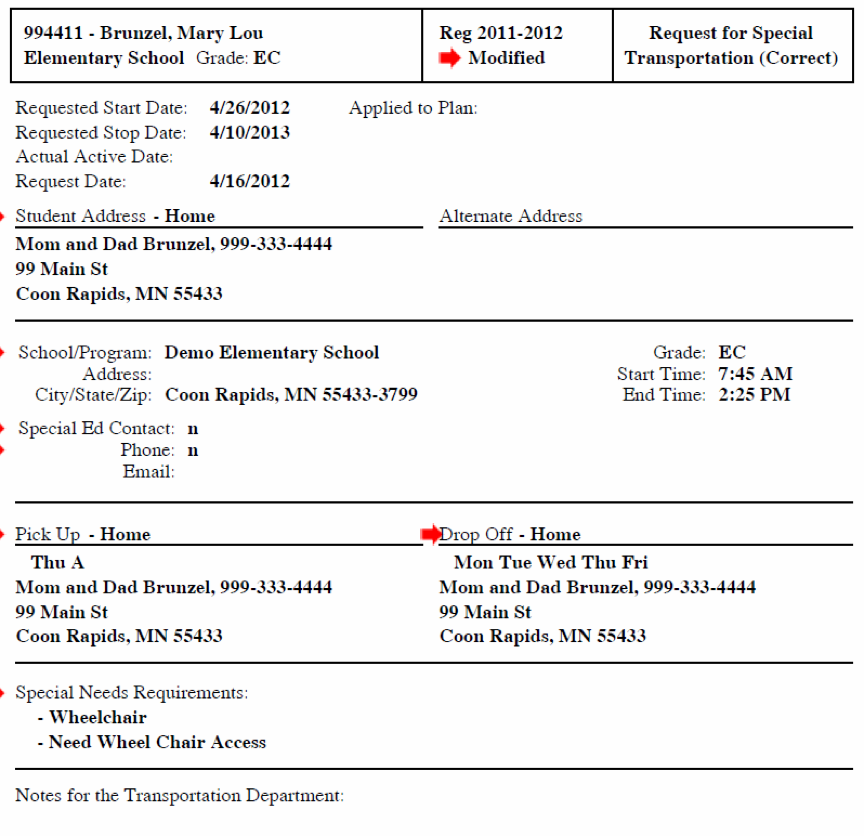 994411 - Brunzel, Mary Lou
Elementary School Grade: EC
Reg 2011-2012
Modified
Request for Special
Transportation (Correct)
Requested Start Date: 4/26/2012 Applied to Plan:
Requested Stop Date: 4/10/2013
Actual Active Date:
Request Date: 4/16/2012
Student Address - Home
Mom and Dad Brunzel, 999-333-4444
99 Main St
Coon Rapids, MN 55433
Alternate Address
School/Program: Demo Elementary School
Address:
City/State/Zip: Coon Rapids, MN 55433-3799
Grade: EC
Start Time: 7:45 AM
End Time: 2:25 PM
Special Ed Contact: n
Phone: n
Email:
Pick Up - Home
Thu A
Mom and Dad Brunzel, 999-333-4444
99 Main St
Coon Rapids, MN 55433
Drop Off - Home
Mon Tue Wed Thu Fri
Mom and Dad Brunzel, 999-333-4444
99 Main St
Coon Rapids, MN 55433
Special Needs Requirements:
- Wheelchair
- Need Wheel Chair Access
Notes for the Transportation Department: